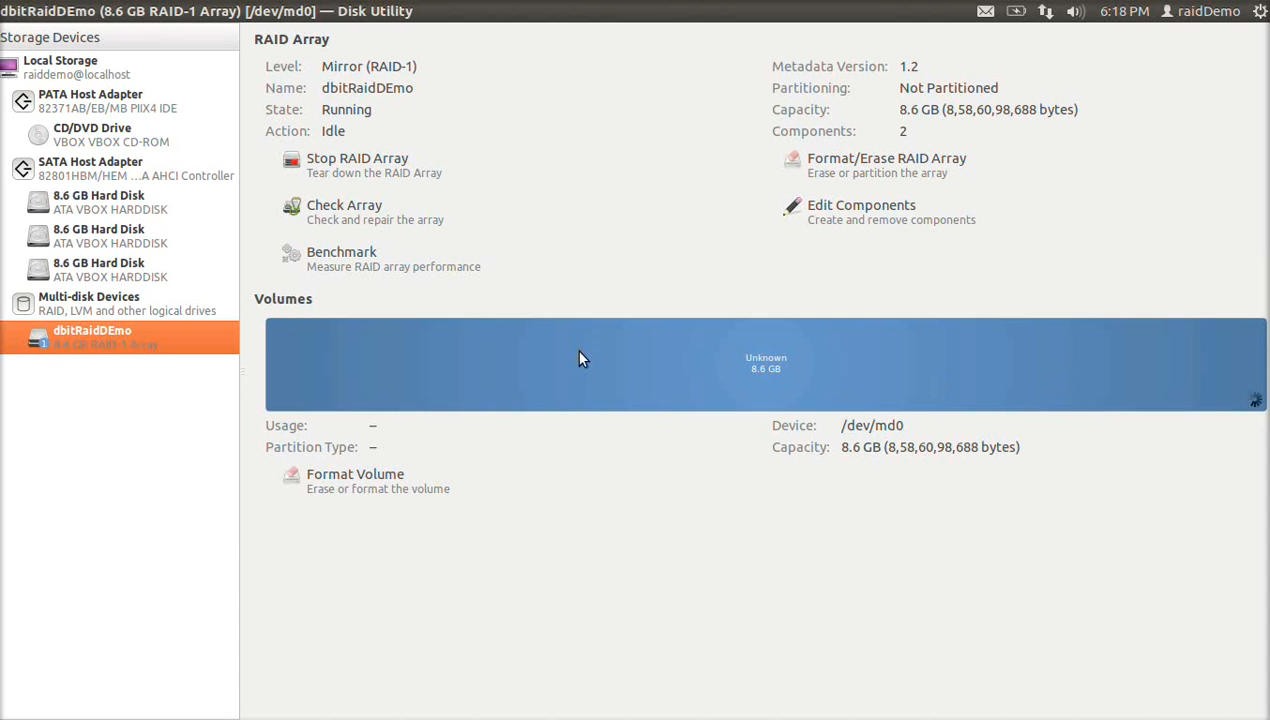 dbitRaidDEmo (8.6 GB RAID-1 Array) [/dev/md0] — Disk Utility
6:18 PM
raidDemo
Storage Devices
Local Storage
raiddemo@localhost
PATA Host Adapter
82371AB/EB/MB PIIX4 IDE
CD/DVD Drive
VBOX VBOX CD-ROM
SATA Host Adapter
82801HBM/HEM ...A AHCI Controller
8.6 GB Hard Disk
ATA VBOX HARDDISK
8.6 GB Hard Disk
ATA VBOX HARDDISK
8.6 GB Hard Disk
ATA VBOX HARDDISK
Multi-disk Devices
RAID, LVM and other logical drives
dbitRaidDEmo
8.6 GB RAID-1 Array
1
RAID Array
Level: Mirror (RAID-1)
Name: dbitRaidDEmo
State: Running
Action: Idle
Metadata Version: 1.2
Partitioning: Not Partitioned
Capacity: 8.6 GB (8,58,60,98,688 bytes)
Components: 2
Stop RAID Array
Tear down the RAID Array
Check Array
Check and repair the array
Benchmark
Measure RAID array performance
Format/Erase RAID Array
Erase or partition the array
Edit Components
Create and remove components
Volumes
Unknown
8.6 GB
Usage: –
Partition Type: –
Device: /dev/md0
Capacity: 8.6 GB (8,58,60,98,688 bytes)
Format Volume
Erase or format the volume